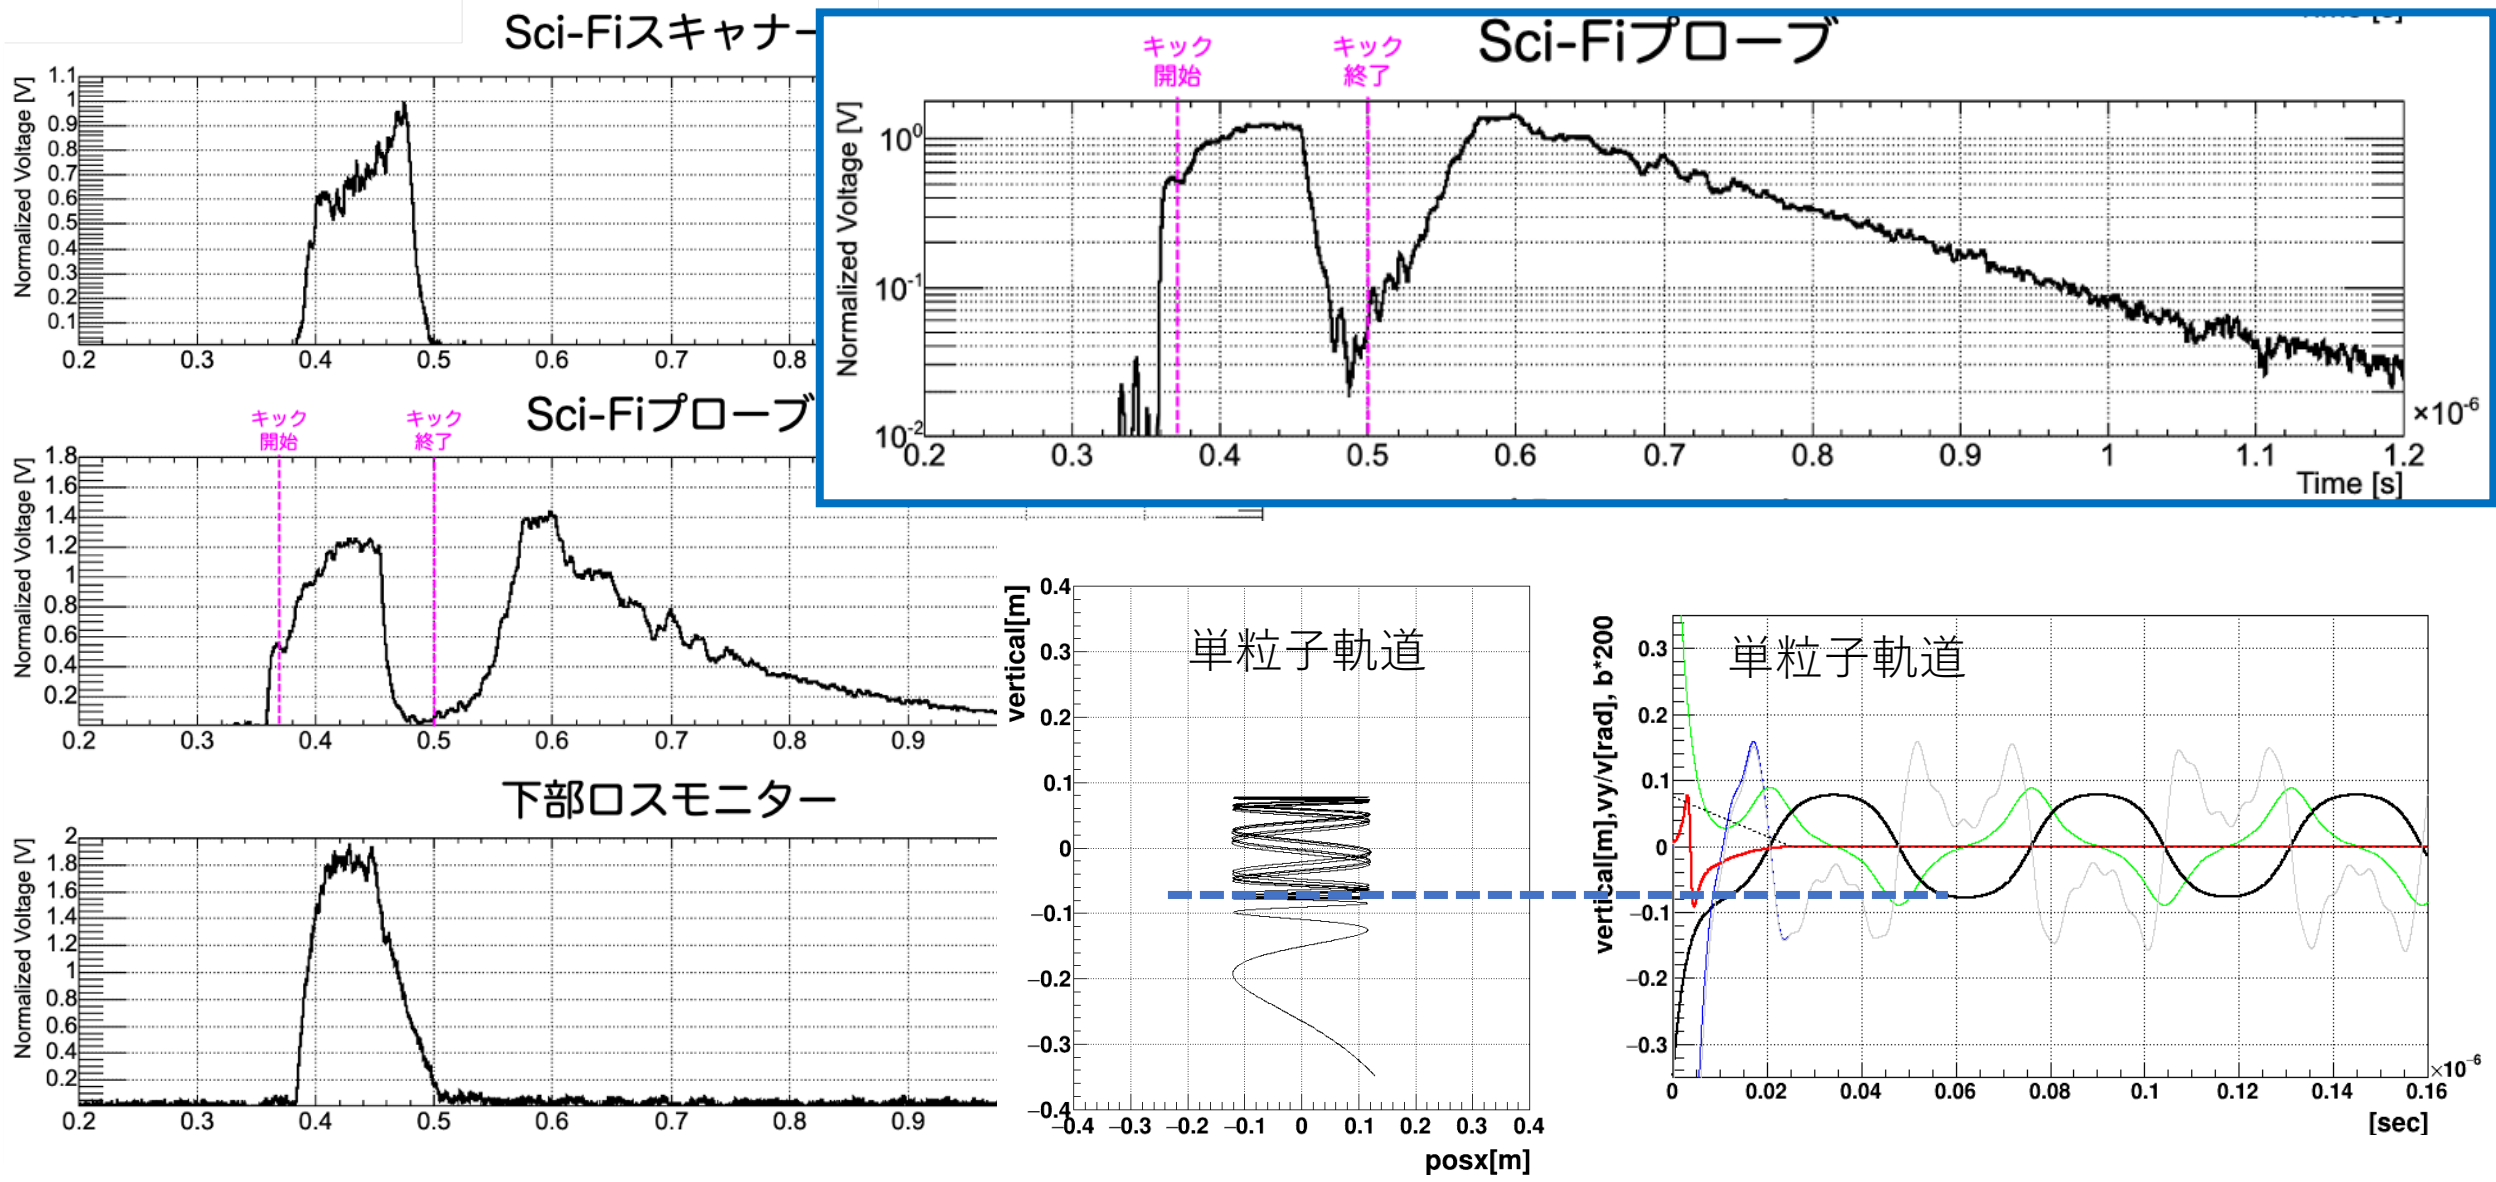 Sci-Fiスキャナー
Normalized Voltage [V]
1.1
1
0.9
0.8
0.7
0.6
0.5
0.4
0.3
0.2
0.1
0.2 0.3 0.4 0.5 0.6 0.7 0.8
Sci-Fiプローブ
キック 開始
キック 終了
Normalized Voltage [V]
10^0
10^-1
10^-2
0.2 0.3 0.4 0.5 0.6 0.7 0.8 0.9 1 1.1 1.2
×10^-6
Time [s]
Sci-Fiプローブ
キック 開始
キック 終了
Normalized Voltage [V]
1.8
1.6
1.4
1.2
1
0.8
0.6
0.4
0.2
0.2 0.3 0.4 0.5 0.6 0.7 0.8 0.9
下部ロスモニター
Normalized Voltage [V]
2
1.8
1.6
1.4
1.2
1
0.8
0.6
0.4
0.2
0.2 0.3 0.4 0.5 0.6 0.7 0.8 0.9
単粒子軌道
vertical[m]
0.4
0.3
0.2
0.1
0
−0.1
−0.2
−0.3
−0.4
−0.4 −0.3 −0.2 −0.1 0 0.1 0.2 0.3 0.4
posx[m]
単粒子軌道
vertical[m],vy/v[rad], b*200
0.3
0.2
0.1
0
−0.1
−0.2
−0.3
0 0.02 0.04 0.06 0.08 0.1 0.12 0.14 0.16
×10^-6
[sec]